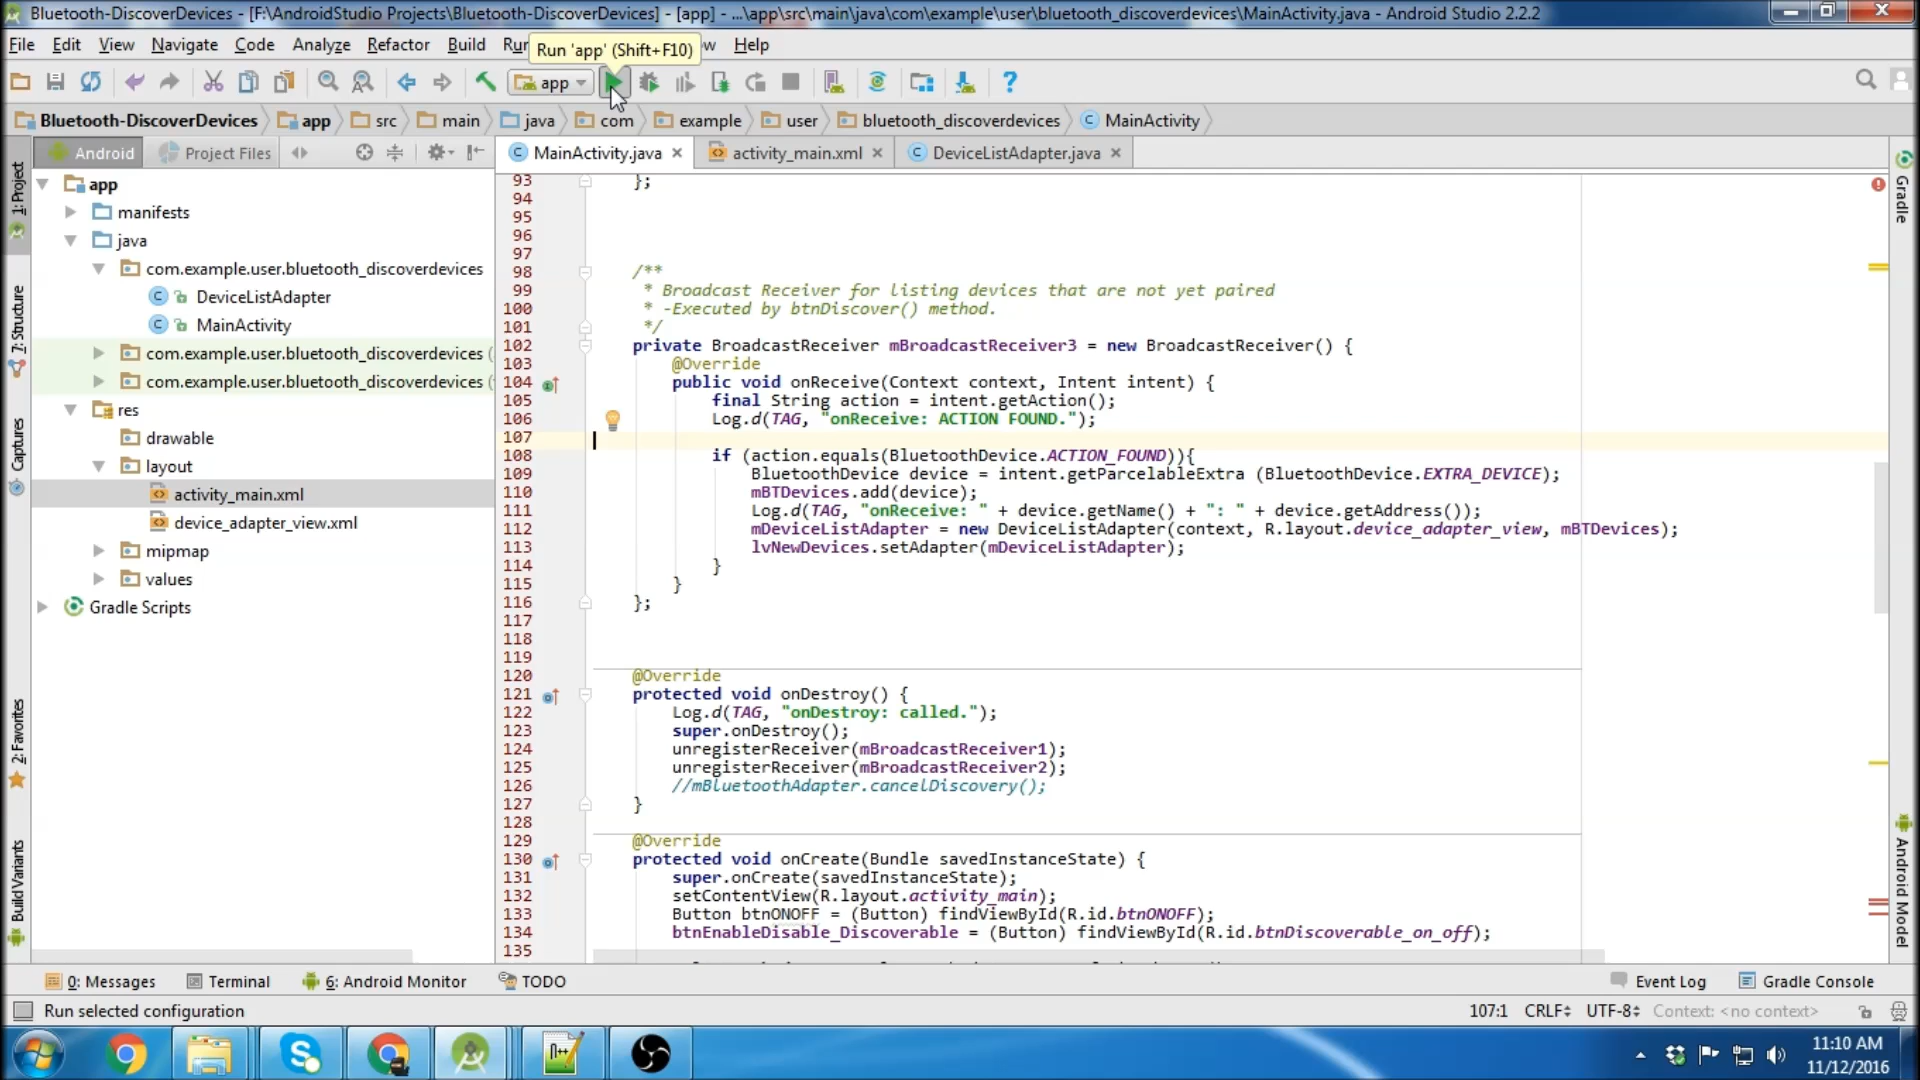 Bluetooth-DiscoverDevices - [F:\AndroidStudio Projects\Bluetooth-DiscoverDevices] - [app] - ...\app\src\main\java\com\example\user\bluetooth_discoverdevices\MainActivity.java - Android Studio 2.2.2
File Edit View Navigate Code Analyze Refactor Build Help
Run 'app' (Shift+F10)
app
Bluetooth-DiscoverDevices app src main java com example user bluetooth_discoverdevices MainActivity
Android Project Files
MainActivity.java activity_main.xml DeviceListAdapter.java
1: Project
7: Structure
Captures
2: Favorites
Build Variants
app
manifests
java
com.example.user.bluetooth_discoverdevices
DeviceListAdapter
MainActivity
com.example.user.bluetooth_discoverdevices (
com.example.user.bluetooth_discoverdevices (
res
drawable
layout
activity_main.xml
device_adapter_view.xml
mipmap
values
Gradle Scripts
93 };
94
95
96
97
98 /**
99 * Broadcast Receiver for listing devices that are not yet paired
100 * -Executed by btnDiscover() method.
101 */
102 private BroadcastReceiver mBroadcastReceiver3 = new BroadcastReceiver() {
103 @Override
104 public void onReceive(Context context, Intent intent) {
105 final String action = intent.getAction();
106 Log.d(TAG, "onReceive: ACTION FOUND.");
107
108 if (action.equals(BluetoothDevice.ACTION_FOUND)){
109 BluetoothDevice device = intent.getParcelableExtra (BluetoothDevice.EXTRA_DEVICE);
110 mBTDevices.add(device);
111 Log.d(TAG, "onReceive: " + device.getName() + ": " + device.getAddress());
112 mDeviceListAdapter = new DeviceListAdapter(context, R.layout.device_adapter_view, mBTDevices);
113 lvNewDevices.setAdapter(mDeviceListAdapter);
114 }
115 }
116 };
117
118
119
120 @Override
121 protected void onDestroy() {
122 Log.d(TAG, "onDestroy: called.");
123 super.onDestroy();
124 unregisterReceiver(mBroadcastReceiver1);
125 unregisterReceiver(mBroadcastReceiver2);
126 //mBluetoothAdapter.cancelDiscovery();
127 }
128
129 @Override
130 protected void onCreate(Bundle savedInstanceState) {
131 super.onCreate(savedInstanceState);
132 setContentView(R.layout.activity_main);
133 Button btnONOFF = (Button) findViewById(R.id.btnONOFF);
134 btnEnableDisable_Discoverable = (Button) findViewById(R.id.btnDiscoverable_on_off);
135
Gradle
Android Model
0: Messages Terminal 6: Android Monitor TODO Event Log Gradle Console
Run selected configuration 107:1 CRLF UTF-8 Context: <no context>
11:10 AM
11/12/2016